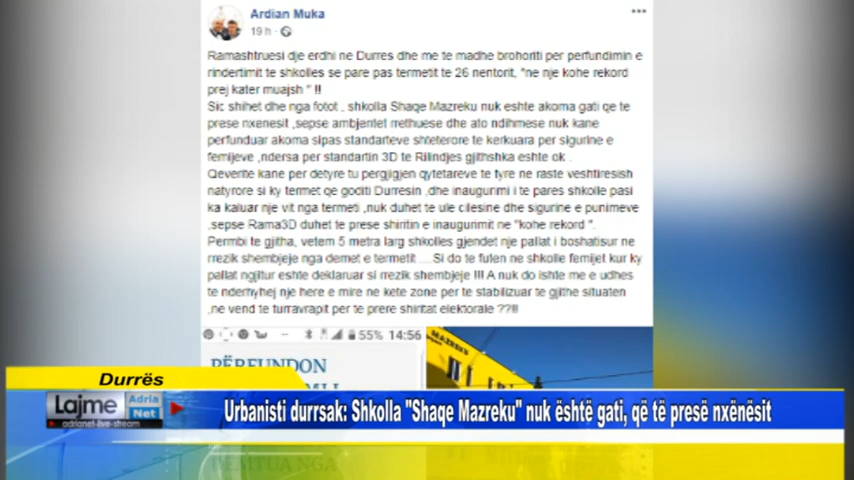 Ardian Muka
19 h
Ramashtruesi dje erdhi ne Durres dhe me te madhe brohoriti per perfundimin e
rindertimit te shkolles se pare pas termetit te 26 nentorit, "ne nje kohe rekord
prej kater muajsh " !!
Sic shihet dhe nga fotot , shkolla Shaqe Mazreku nuk eshte akoma gati qe te
prese nxenesit ,sepse ambjentet rrethuese dhe ato ndihmese nuk kane
perfunduar akoma sipas standarteve shteterore te kerkuara per sigurine e
femijeve ,ndersa per standartin 3D te Rilindjes gjithshka eshte ok .
Qeverite kane per detyre tu pergjigjen qytetareve te tyre ne raste veshtiresish
natyrore si ky termet qe goditi Durresin ,dhe inaugurimi i te pares shkolle pasi
ka kaluar nje vit nga termeti ,nuk duhet te ule cilesine dhe sigurine e punimeve
,sepse Rama3D duhet te prese shiritin e inaugurimit ne "kohe rekord ".
Permbi te gjitha, vetem 5 metra larg shkolles gjendet nje pallat i boshatisur ne
rrezik shembjeje nga demet e termetit ....Si do te futen ne shkolle femijet kur ky
pallat ngjitur eshte deklaruar si rrezik shembjeje !!! A nuk do ishte me e udhes
te nderhyhej nje here e mire ne kete zone per te stabilizuar te gjithe situaten
,ne vend te turravrapit per te prere shiritat elektorale ??!!!
55% 14:56
PËRFUNDON
MAZREKU
Durrës
Lajme Adria Net
adrianet-live-stream
Urbanisti durrsak: Shkolla "Shaqe Mazreku" nuk është gati, që të presë nxënësit
PËMTUA NGA